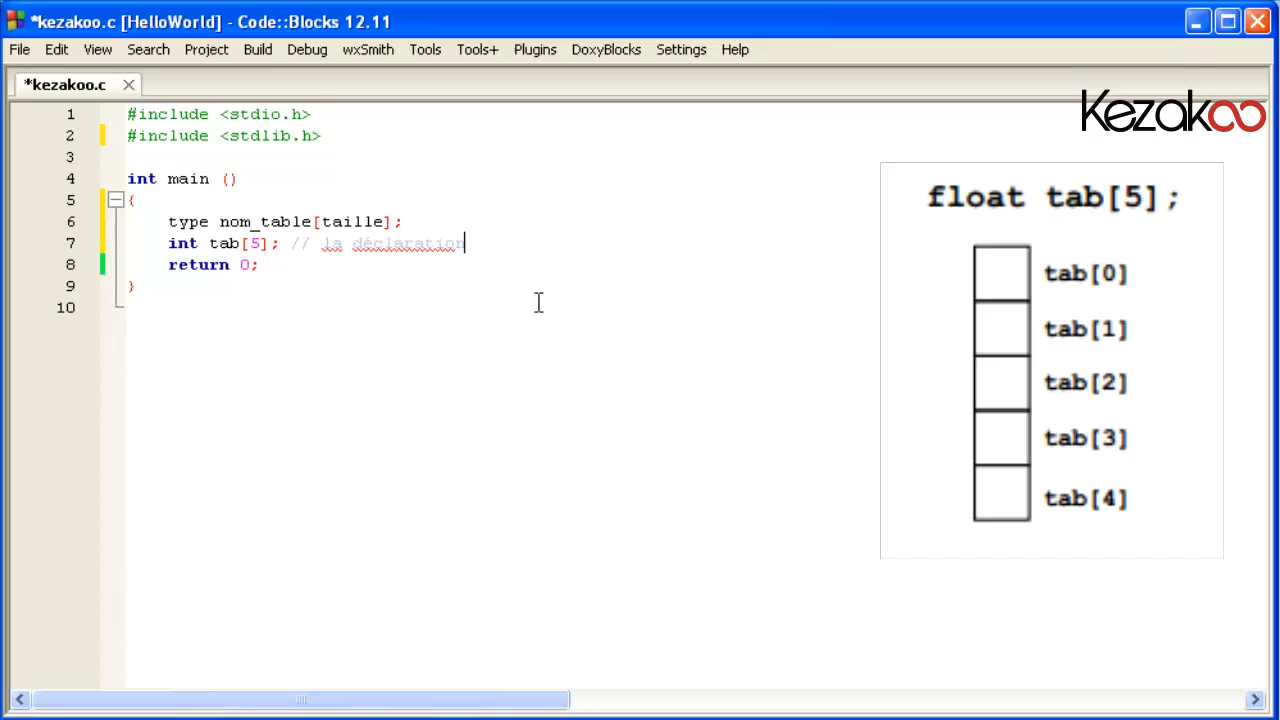 *kezakoo.c [HelloWorld] - Code::Blocks 12.11
File Edit View Search Project Build Debug wxSmith Tools Tools+ Plugins DoxyBlocks Settings Help
*kezakoo.c
Kezakoo
1 #include <stdio.h>
2 #include <stdlib.h>
3
4 int main ()
5 {
6 type nom_table[taille];
7 int tab[5]; // la déclaration
8 return 0;
9 }
10
float tab[5];
tab[0]
tab[1]
tab[2]
tab[3]
tab[4]